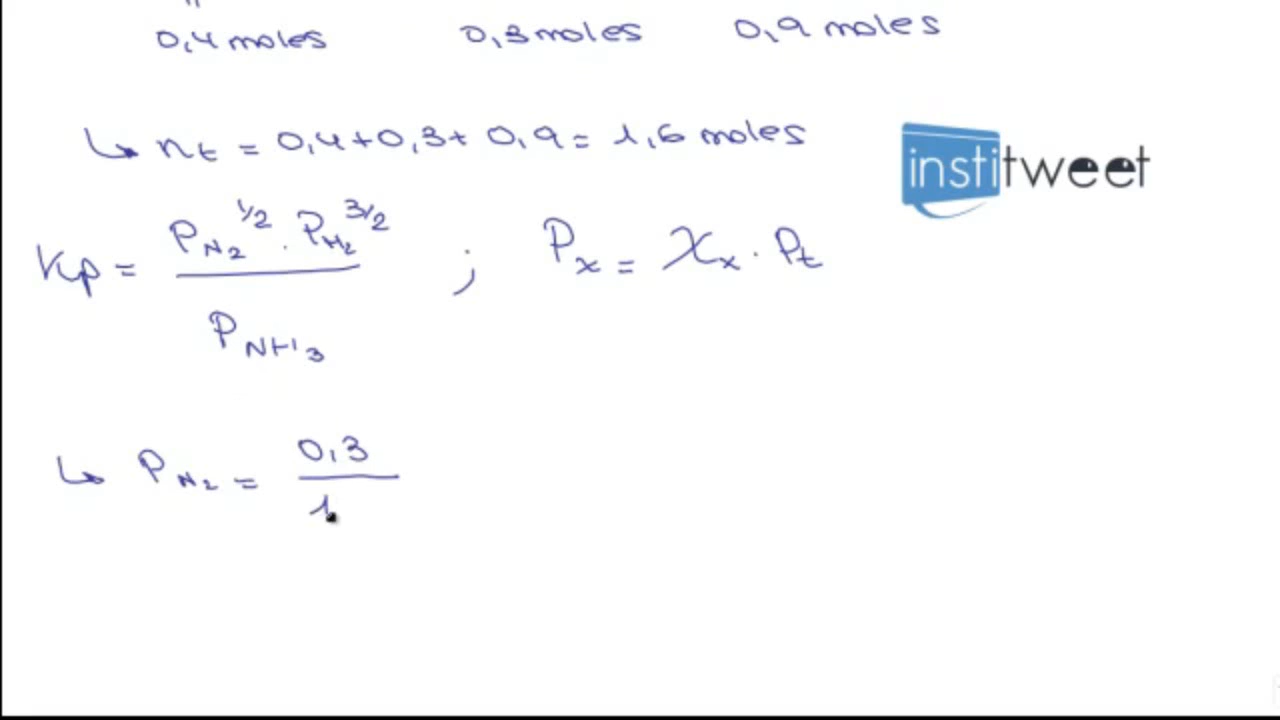 0,4 moles 0,3 moles 0,9 moles
↳ nt = 0,4+0,3+0,9 = 1,6 moles
institweet
Kp = PN2^1/2 · PH2^3/2 / PNH3 ; Px = Xx · Pt
↳ PN2 = 0,3 / 1